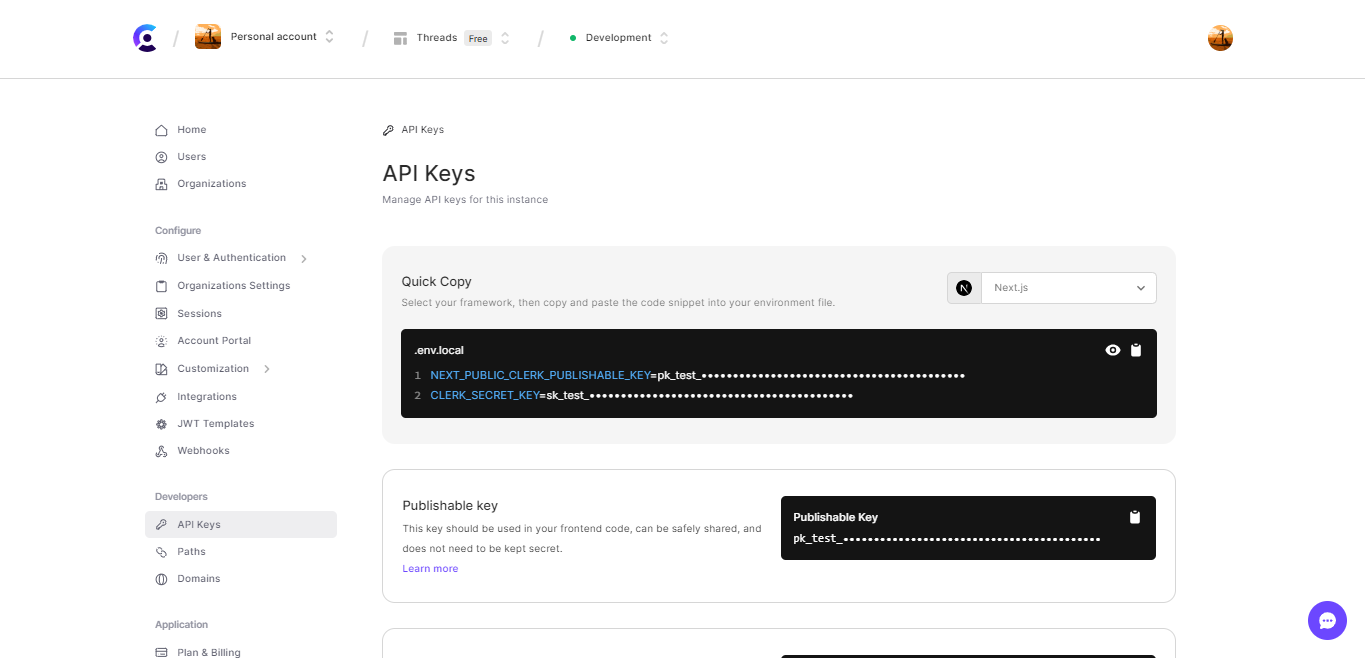 Personal account
Threads Free
Development
Home
Users
Organizations
Configure
User & Authentication
Organizations Settings
Sessions
Account Portal
Customization
Integrations
JWT Templates
Webhooks
Developers
API Keys
Paths
Domains
Application
Plan & Billing
API Keys
API Keys
Manage API keys for this instance
Quick Copy
Select your framework, then copy and paste the code snippet into your environment file.
N Next.js
.env.local
1 NEXT_PUBLIC_CLERK_PUBLISHABLE_KEY=pk_test_••••••••••••••••••••••••••••••••••••••••••
2 CLERK_SECRET_KEY=sk_test_••••••••••••••••••••••••••••••••••••••••••
Publishable key
This key should be used in your frontend code, can be safely shared, and
does not need to be kept secret.
Learn more
Publishable Key
pk_test_••••••••••••••••••••••••••••••••••••••••••